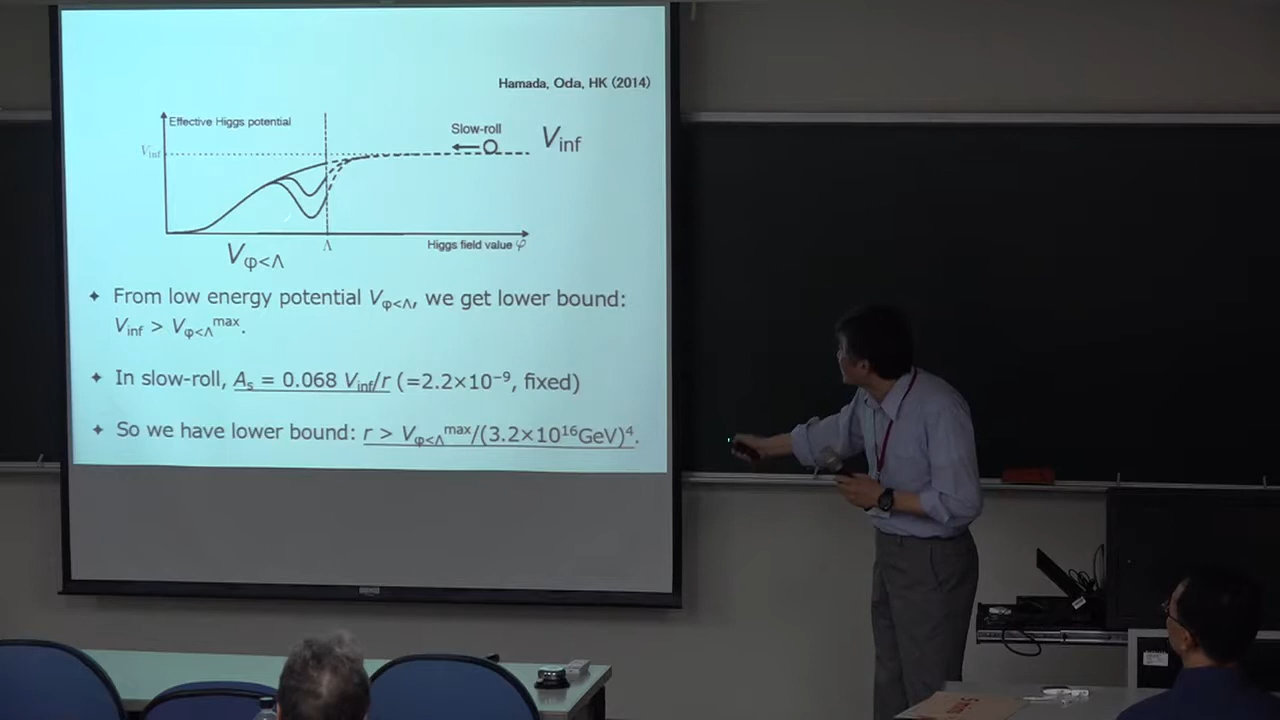 Hamada, Oda, HK (2014)
Effective Higgs potential
Slow-roll
V_inf
V_inf
Λ
Higgs field value φ
V_φ<Λ
✦ From low energy potential V_φ<Λ, we get lower bound:
V_inf > V_φ<Λ^max.
✦ In slow-roll, A_s = 0.068 V_inf/r (=2.2×10⁻⁹, fixed)
✦ So we have lower bound: r > V_φ<Λ^max/(3.2×10¹⁶GeV)⁴.